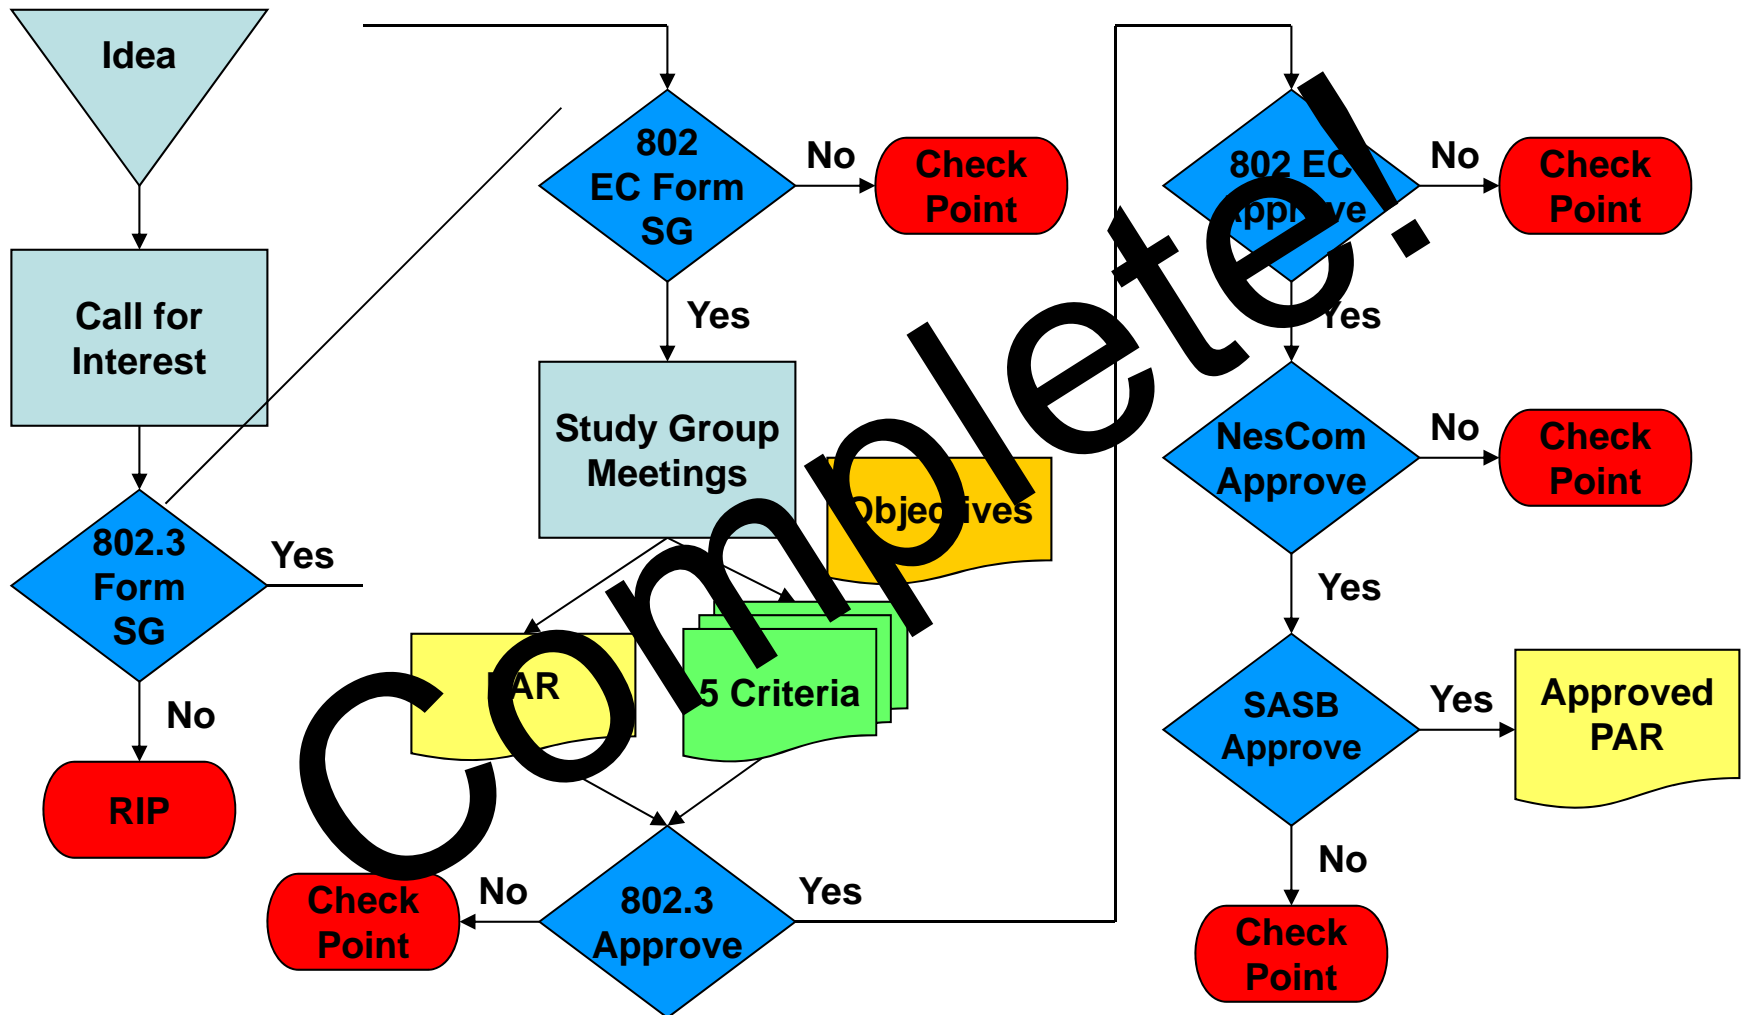 Idea
Call for
Interest
802.3
Form
SG
Yes
No
RIP
802
EC Form
SG
No
Check
Point
Yes
Study Group
Meetings
Objectives
PAR
5 Criteria
802.3
Approve
No
Check
Point
Yes
802 EC
Approve
No
Check
Point
Yes
NesCom
Approve
No
Check
Point
Yes
SASB
Approve
Yes
Approved
PAR
No
Check
Point
Complete!